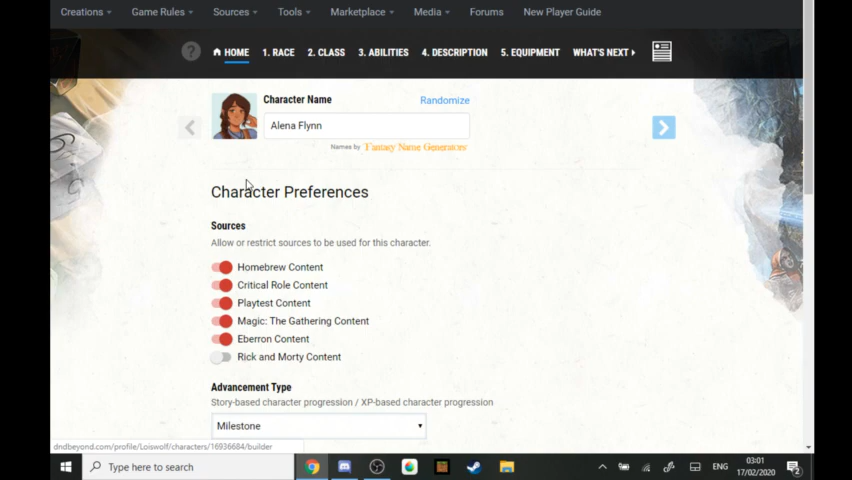 Creations Game Rules Sources Tools Marketplace Media Forums New Player Guide
? HOME 1. RACE 2. CLASS 3. ABILITIES 4. DESCRIPTION 5. EQUIPMENT WHAT'S NEXT
Character Name Randomize
Alena Flynn
Names by Fantasy Name Generators
Character Preferences
Sources
Allow or restrict sources to be used for this character.
Homebrew Content
Critical Role Content
Playtest Content
Magic: The Gathering Content
Eberron Content
Rick and Morty Content
Advancement Type
Story-based character progression / XP-based character progression
Milestone
dndbeyond.com/profile/Loiswolf/characters/16936684/builder
Type here to search ENG 03:01
17/02/2020 2